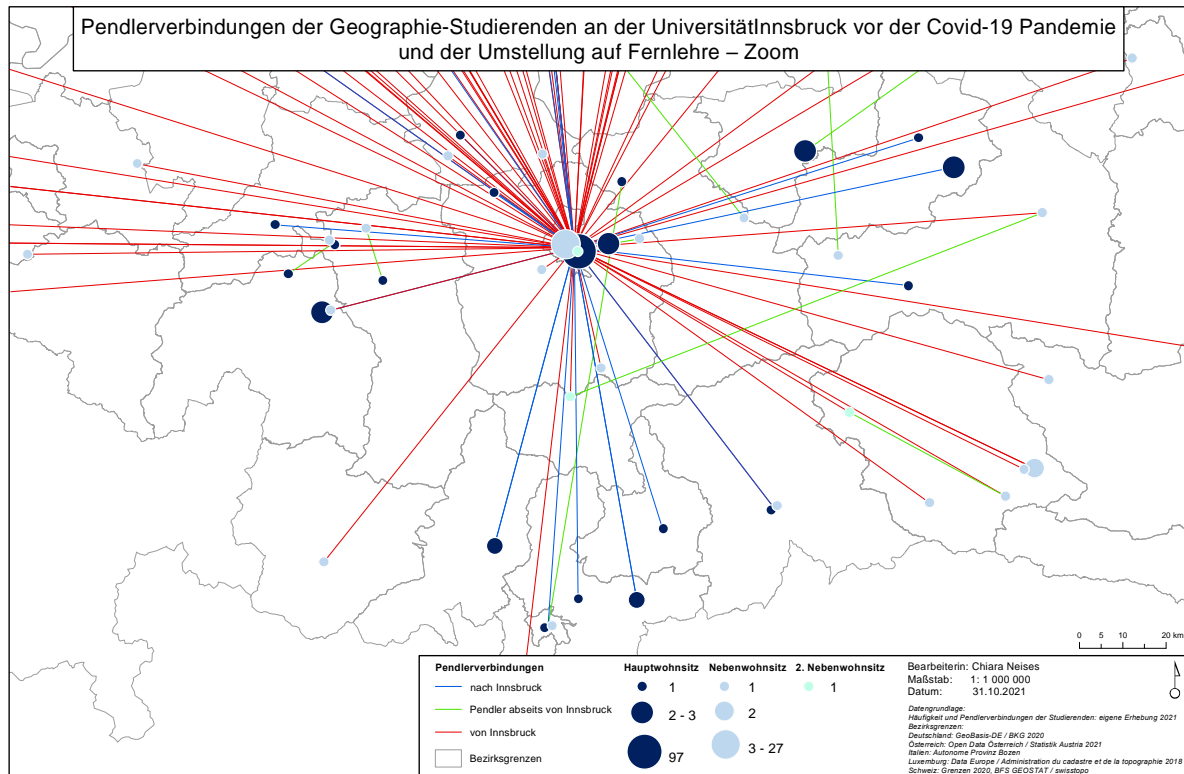 Pendlerverbindungen der Geographie-Studierenden an der UniversitätInnsbruck vor der Covid-19 Pandemie
und der Umstellung auf Fernlehre – Zoom
0 5 10 20 km
Pendlerverbindungen
nach Innsbruck
Pendler abseits von Innsbruck
von Innsbruck
Bezirksgrenzen
Hauptwohnsitz
1
2 - 3
97
Nebenwohnsitz
1
2
3 - 27
2. Nebenwohnsitz
1
Bearbeiterin: Chiara Neises
Maßstab: 1: 1 000 000
Datum: 31.10.2021
Datengrundlage:
Häufigkeit und Pendlerverbindungen der Studierenden: eigene Erhebung 2021
Bezirksgrenzen:
Deutschland: GeoBasis-DE / BKG 2020
Österreich: Open Data Österreich / Statistik Austria 2021
Italien: Autonome Provinz Bozen
Luxemburg: Data Europe / Administration du cadastre et de la topographie 2018
Schweiz: Grenzen 2020, BFS GEOSTAT / swisstopo